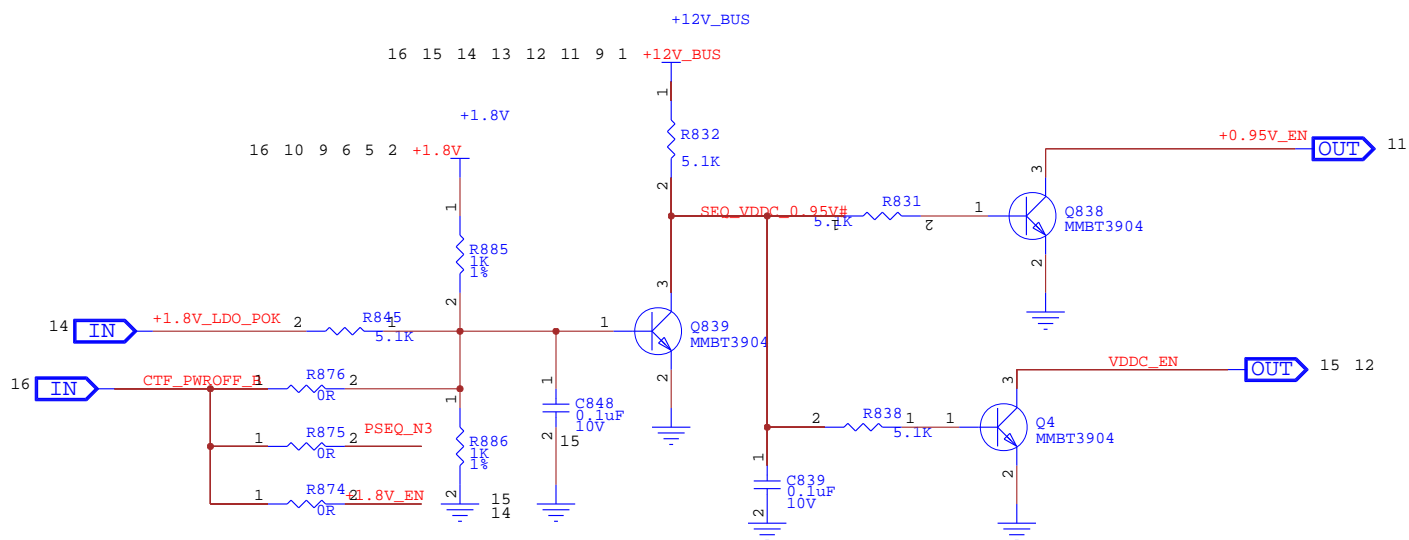 +12V_BUS
16 15 14 13 12 11 9 1 +12V_BUS
1
R832
5.1K
2
+1.8V
16 10 9 6 5 2 +1.8V
1
R885
1K
1%
2
+0.95V_EN
OUT 11
3
SEQ_VDDC_0.95V#
1
R831
5.1K
2
1
Q838
MMBT3904
2
14 IN
+1.8V_LDO_POK
2
R845
1
5.1K
1
3
Q839
MMBT3904
2
16 IN
CTF_PWROFF_B
1
R876
2
0R
1
R875
2
0R
PSEQ_N3
15
1
R874
2
0R
+1.8V_EN
15
14
1
R886
1K
1%
2
1
C848
0.1uF
10V
2
VDDC_EN
OUT 15 12
3
2
R838
1
5.1K
1
Q4
MMBT3904
2
1
C839
0.1uF
10V
2